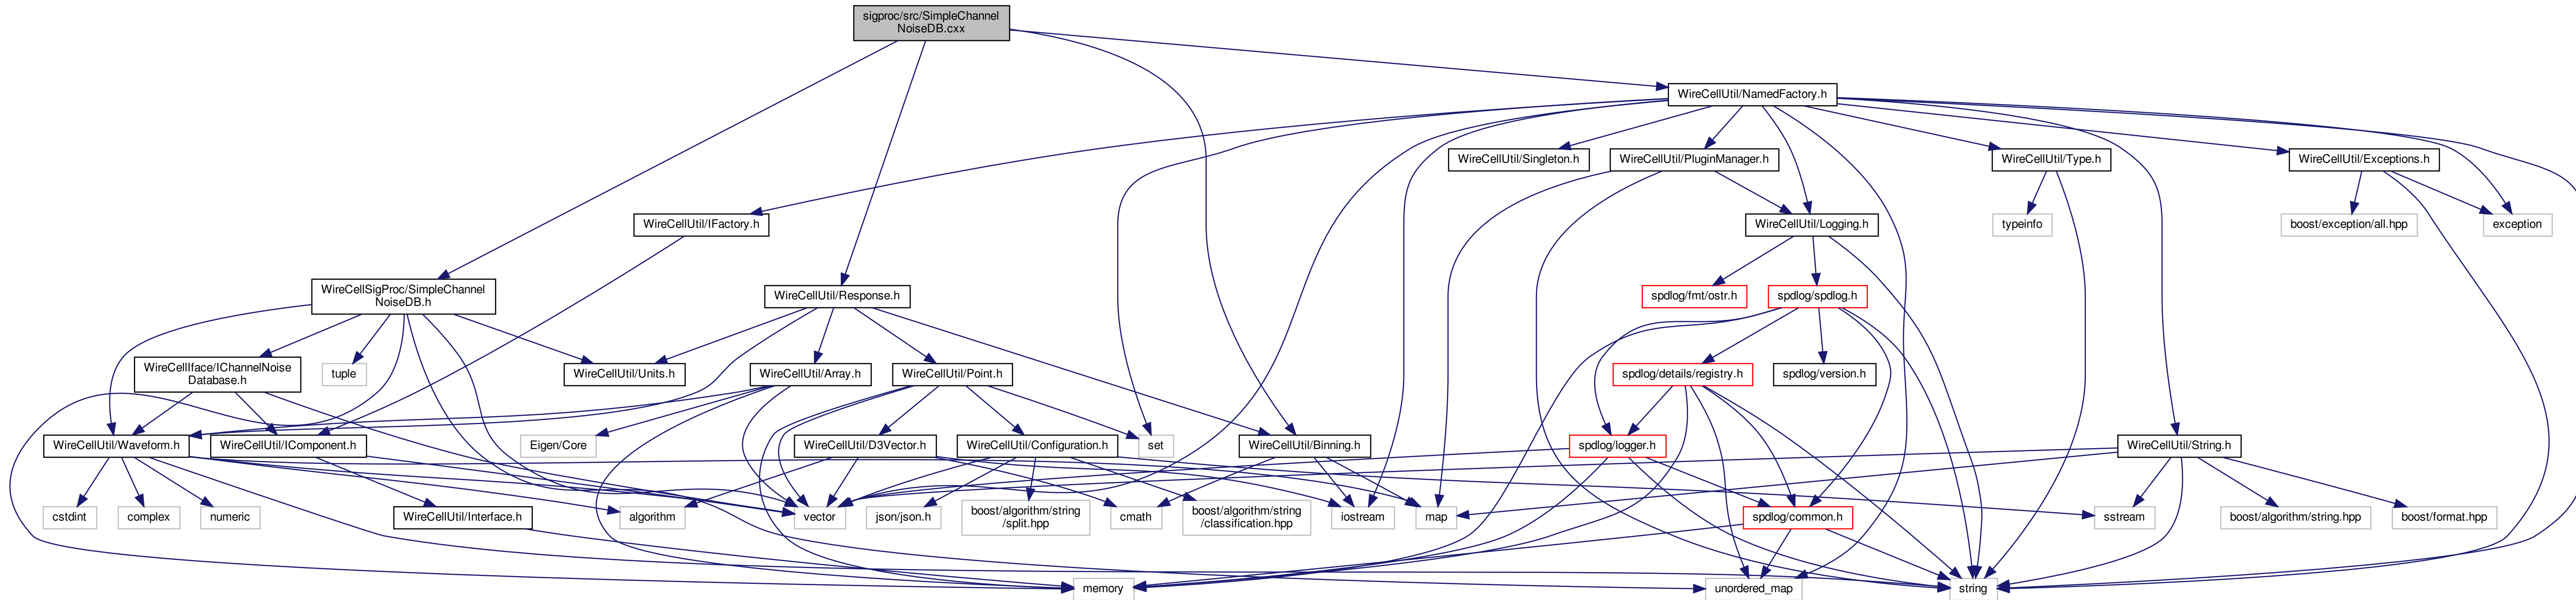 sigproc/src/SimpleChannel
NoiseDB.cxx
WireCellUtil/NamedFactory.h
WireCellUtil/Singleton.h
WireCellUtil/PluginManager.h
WireCellUtil/Type.h
WireCellUtil/Exceptions.h
WireCellUtil/IFactory.h
WireCellUtil/Logging.h
typeinfo
boost/exception/all.hpp
exception
WireCellSigProc/SimpleChannel
NoiseDB.h
WireCellUtil/Response.h
spdlog/fmt/ostr.h
spdlog/spdlog.h
WireCellIface/IChannelNoise
Database.h
tuple
WireCellUtil/Units.h
WireCellUtil/Array.h
WireCellUtil/Point.h
spdlog/details/registry.h
spdlog/version.h
WireCellUtil/Waveform.h
WireCellUtil/IComponent.h
Eigen/Core
WireCellUtil/D3Vector.h
WireCellUtil/Configuration.h
set
WireCellUtil/Binning.h
spdlog/logger.h
WireCellUtil/String.h
cstdint
complex
numeric
WireCellUtil/Interface.h
algorithm
vector
json/json.h
boost/algorithm/string
/split.hpp
cmath
boost/algorithm/string
/classification.hpp
iostream
map
spdlog/common.h
sstream
boost/algorithm/string.hpp
boost/format.hpp
memory
unordered_map
string